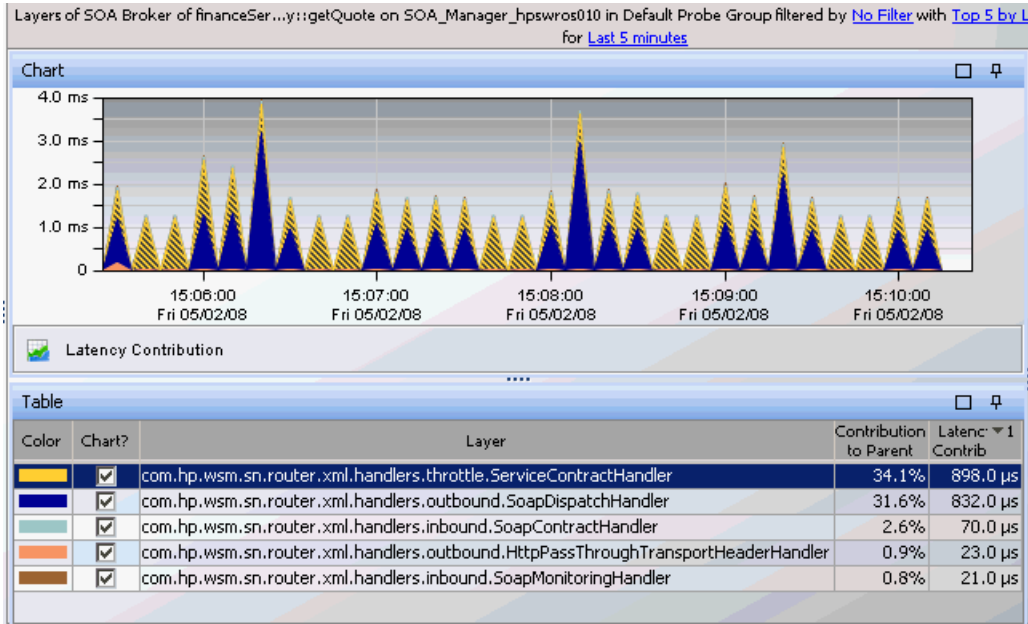 Layers of SOA Broker of financeSer...y::getQuote on SOA_Manager_hpswros010 in Default Probe Group filtered by No Filter with Top 5 by
for Last 5 minutes
Chart
4.0 ms
3.0 ms
2.0 ms
1.0 ms
0
15:06:00 15:07:00 15:08:00 15:09:00 15:10:00
Fri 05/02/08 Fri 05/02/08 Fri 05/02/08 Fri 05/02/08 Fri 05/02/08
Latency Contribution
Table
Color Chart? Layer Contribution to Parent Latenc 1 Contrib
com.hp.wsm.sn.router.xml.handlers.throttle.ServiceContractHandler 34.1% 898.0 µs
com.hp.wsm.sn.router.xml.handlers.outbound.SoapDispatchHandler 31.6% 832.0 µs
com.hp.wsm.sn.router.xml.handlers.inbound.SoapContractHandler 2.6% 70.0 µs
com.hp.wsm.sn.router.xml.handlers.outbound.HttpPassThroughTransportHeaderHandler 0.9% 23.0 µs
com.hp.wsm.sn.router.xml.handlers.inbound.SoapMonitoringHandler 0.8% 21.0 µs